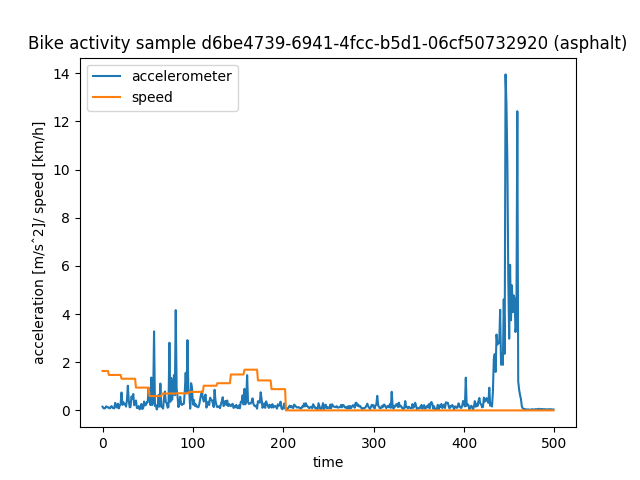 Bike activity sample d6be4739-6941-4fcc-b5d1-06cf50732920 (asphalt)
accelerometer
speed
acceleration [m/sˆ2]/ speed [km/h]
14
12
10
8
6
4
2
0
0 100 200 300 400 500
time